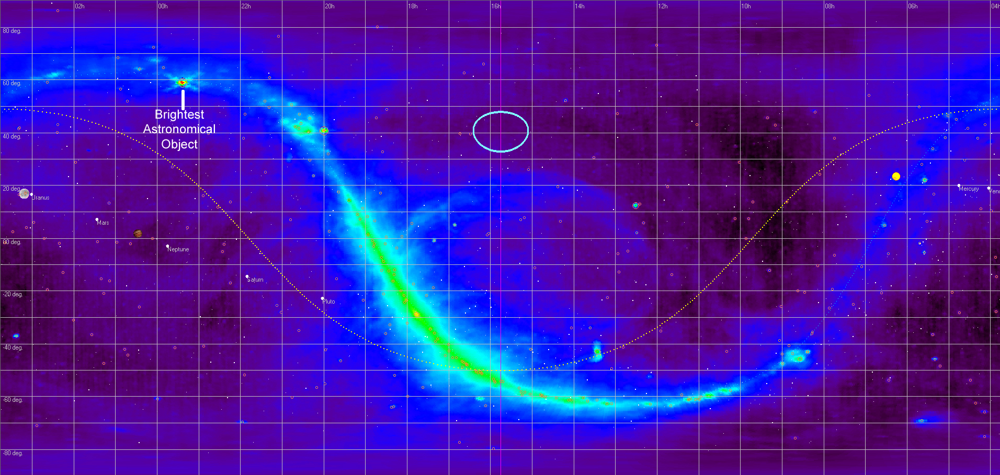 02h 00h 22h 20h 18h 16h 14h 12h 10h 08h 06h 04h
80 deg.
60 deg.
Brightest
Astronomical
Object
40 deg.
20 deg.
Uranus
Mercury
Venu
Mars
00 deg.
Neptune
Saturn
-20 deg.
Pluto
-40 deg.
-60 deg.
-80 deg.